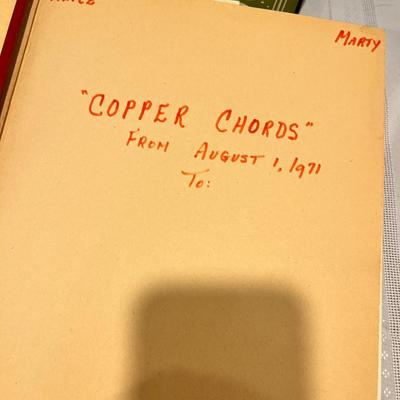 MARTY
"COPPER CHORDS"
FROM AUGUST 1, 1971
To: